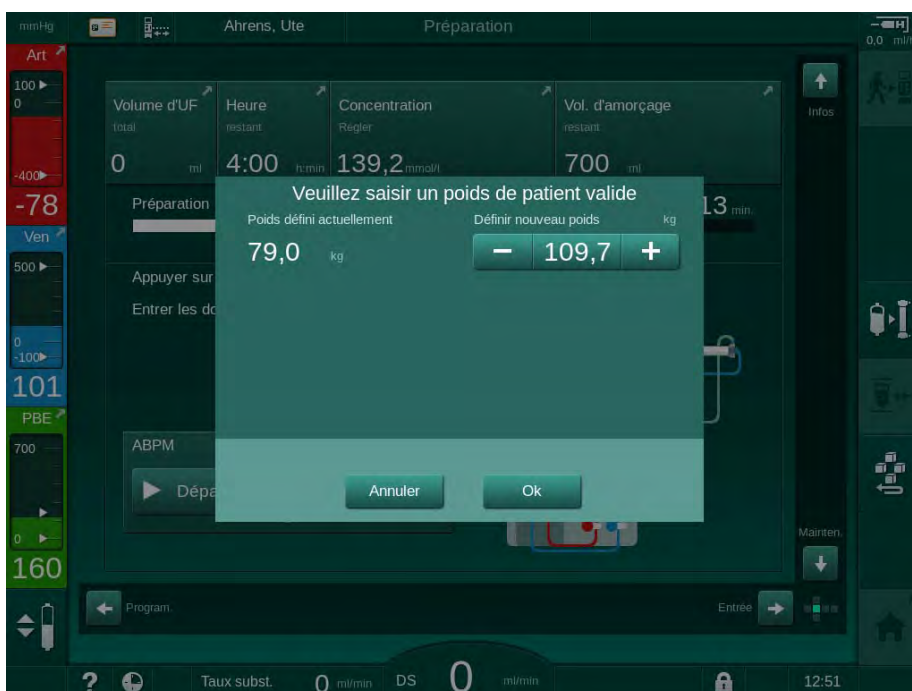 mmHg
Ahrens, Ute
Préparation
0,0 ml/h
Art
100
0
-400
-78
Ven
500
0
-100
101
PBE
700
0
160
Volume d'UF
total
0 ml
Heure
restant
4:00 h:min
Concentration
Régler
139,2 mmol/l
Vol. d'amorçage
restant
700 ml
Infos
Préparation
13 min.
Veuillez saisir un poids de patient valide
Poids défini actuellement
79,0 kg
Définir nouveau poids kg
− 109,7 +
Appuyer sur
Entrer les do
ABPM
Dépa
Annuler
Ok
Mainten.
Program.
Entrée
?
Taux subst. 0 ml/min
DS 0 ml/min
12:51